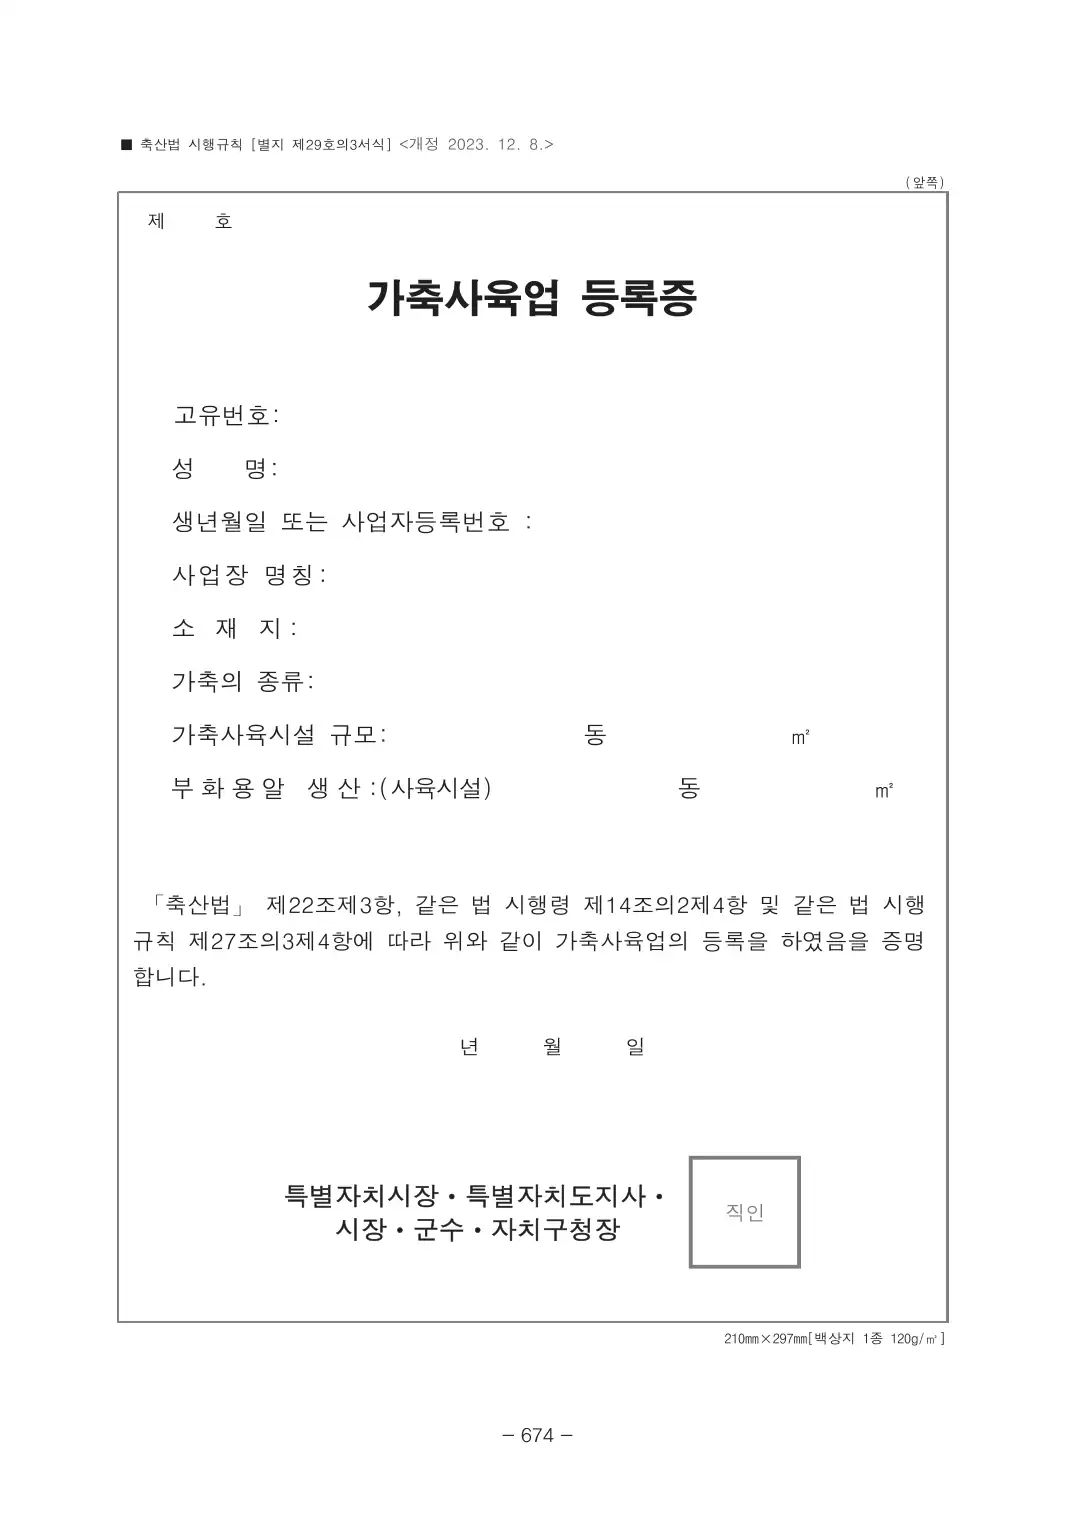 ■ 축산법 시행규칙 [별지 제29호의3서식] <개정 2023. 12. 8.>
(앞쪽)
제 호
가축사육업 등록증
고유번호:
성 명:
생년월일 또는 사업자등록번호 :
사업장 명칭:
소 재 지 :
가축의 종류:
가축사육시설 규모: 동 ㎡
부화용알 생산:(사육시설) 동 ㎡
「축산법」 제22조제3항, 같은 법 시행령 제14조의2제4항 및 같은 법 시행
규칙 제27조의3제4항에 따라 위와 같이 가축사육업의 등록을 하였음을 증명
합니다.
년 월 일
특별자치시장 • 특별자치도지사 •
시장 • 군수 • 자치구청장
직인
210㎜×297㎜[백상지 1종 120g/㎡]
- 674 -